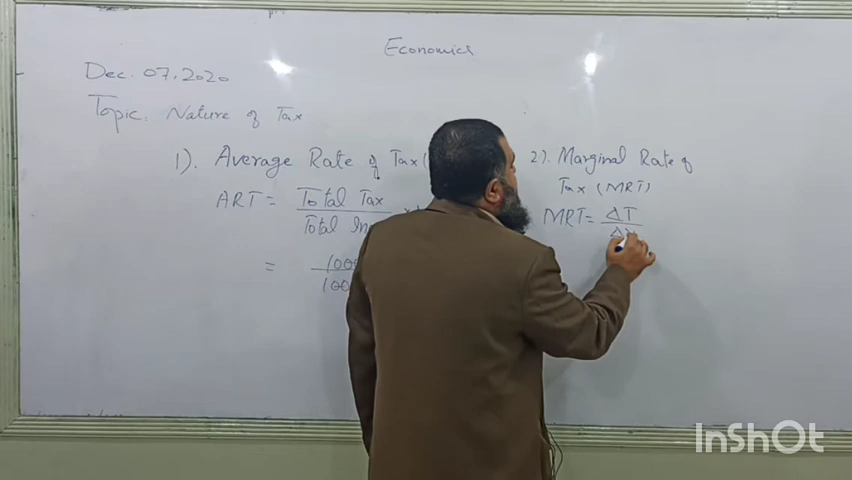 Economics
Dec. 07, 2020
Topic: Nature of Tax
1). Average Rate of Tax (
ART = Total Tax
Total
=
2). Marginal Rate of
Tax (MRT)
MRT = ΔT
InShOt